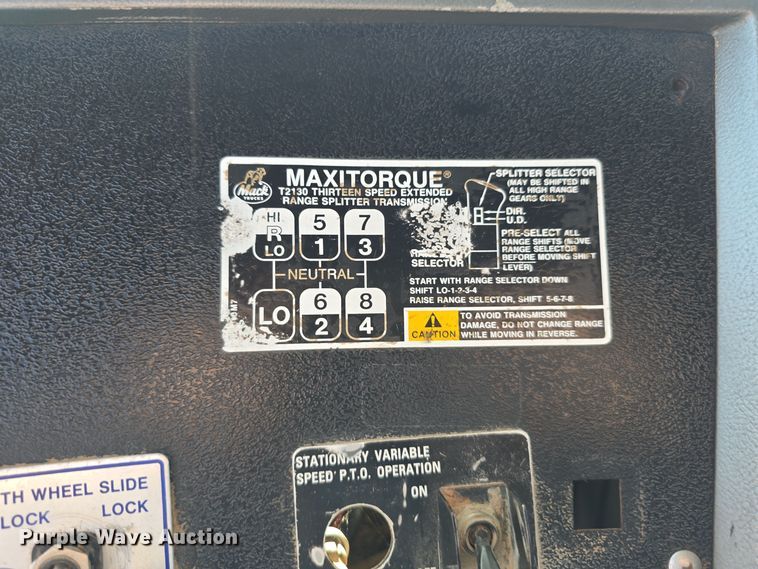 MAXITORQUE®
T2130 THIRTEEN SPEED EXTENDED
RANGE SPLITTER TRANSMISSION
Mack
TRUCKS
HI
R
LO
5
1
7
3
NEUTRAL
LO
6
2
8
4
SPLITTER SELECTOR
(MAY BE SHIFTED IN
ALL HIGH RANGE
GEARS ONLY)
DIR.
U.D.
SELECTOR
PRE-SELECT ALL
RANGE SHIFTS (MOVE
RANGE SELECTOR
BEFORE MOVING SHIFT
LEVER)
START WITH RANGE SELECTOR DOWN
SHIFT LO-1-2-3-4
RAISE RANGE SELECTOR, SHIFT 5-6-7-8
CAUTION
TO AVOID TRANSMISSION
DAMAGE, DO NOT CHANGE RANGE
WHILE MOVING IN REVERSE.
STATIONARY VARIABLE
SPEED P.T.O. OPERATION
ON
TH WHEEL SLIDE
LOCK LOCK
Purple Wave Auction